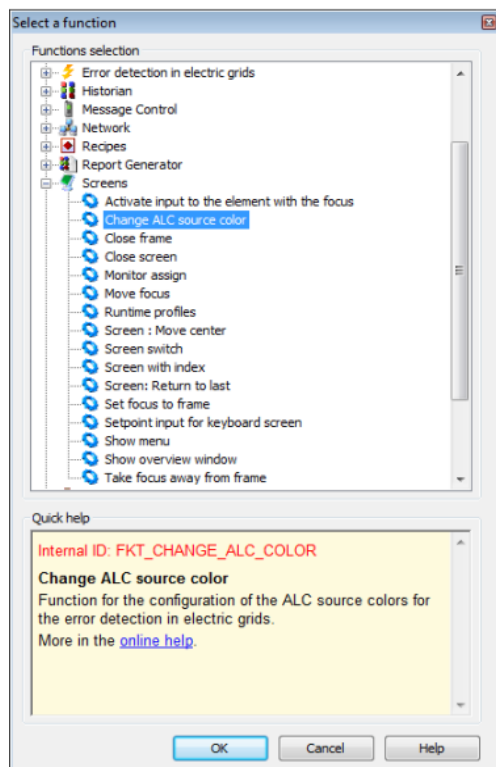 Select a function
Functions selection
Error detection in electric grids
Historian
Message Control
Network
Recipes
Report Generator
Screens
Activate input to the element with the focus
Change ALC source color
Close frame
Close screen
Monitor assign
Move focus
Runtime profiles
Screen : Move center
Screen switch
Screen with index
Screen: Return to last
Set focus to frame
Setpoint input for keyboard screen
Show menu
Show overview window
Take focus away from frame
Quick help
Internal ID: FKT_CHANGE_ALC_COLOR
Change ALC source color
Function for the configuration of the ALC source colors for
the error detection in electric grids.
More in the online help.
OK Cancel Help